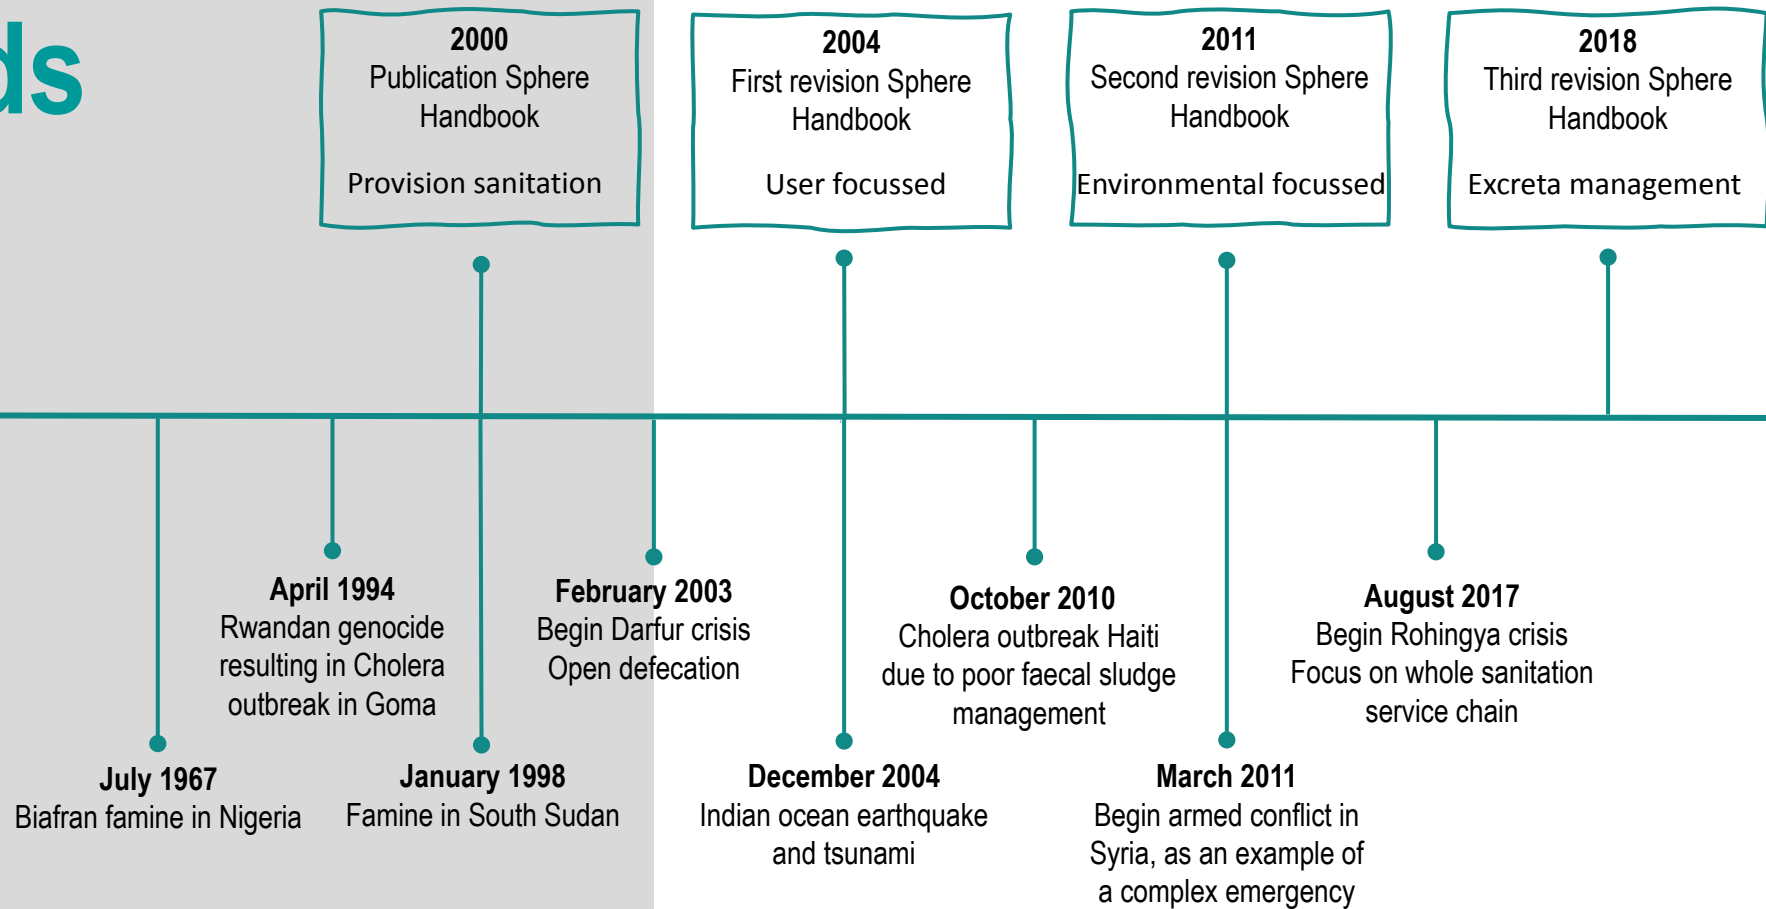 ds
2000
Publication Sphere
Handbook
Provision sanitation
2004
First revision Sphere
Handbook
User focussed
2011
Second revision Sphere
Handbook
Environmental focussed
2018
Third revision Sphere
Handbook
Excreta management
April 1994
Rwandan genocide
resulting in Cholera
outbreak in Goma
February 2003
Begin Darfur crisis
Open defecation
October 2010
Cholera outbreak Haiti
due to poor faecal sludge
management
August 2017
Begin Rohingya crisis
Focus on whole sanitation
service chain
July 1967
Biafran famine in Nigeria
January 1998
Famine in South Sudan
December 2004
Indian ocean earthquake
and tsunami
March 2011
Begin armed conflict in
Syria, as an example of
a complex emergency